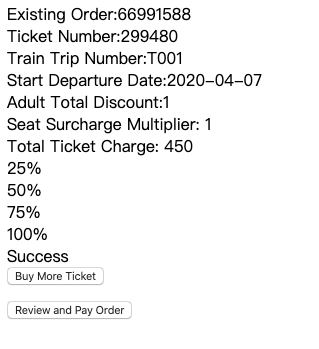 Existing Order:66991588
Ticket Number:299480
Train Trip Number:T001
Start Departure Date:2020-04-07
Adult Total Discount:1
Seat Surcharge Multiplier: 1
Total Ticket Charge: 450
25%
50%
75%
100%
Success
Buy More Ticket
Review and Pay Order